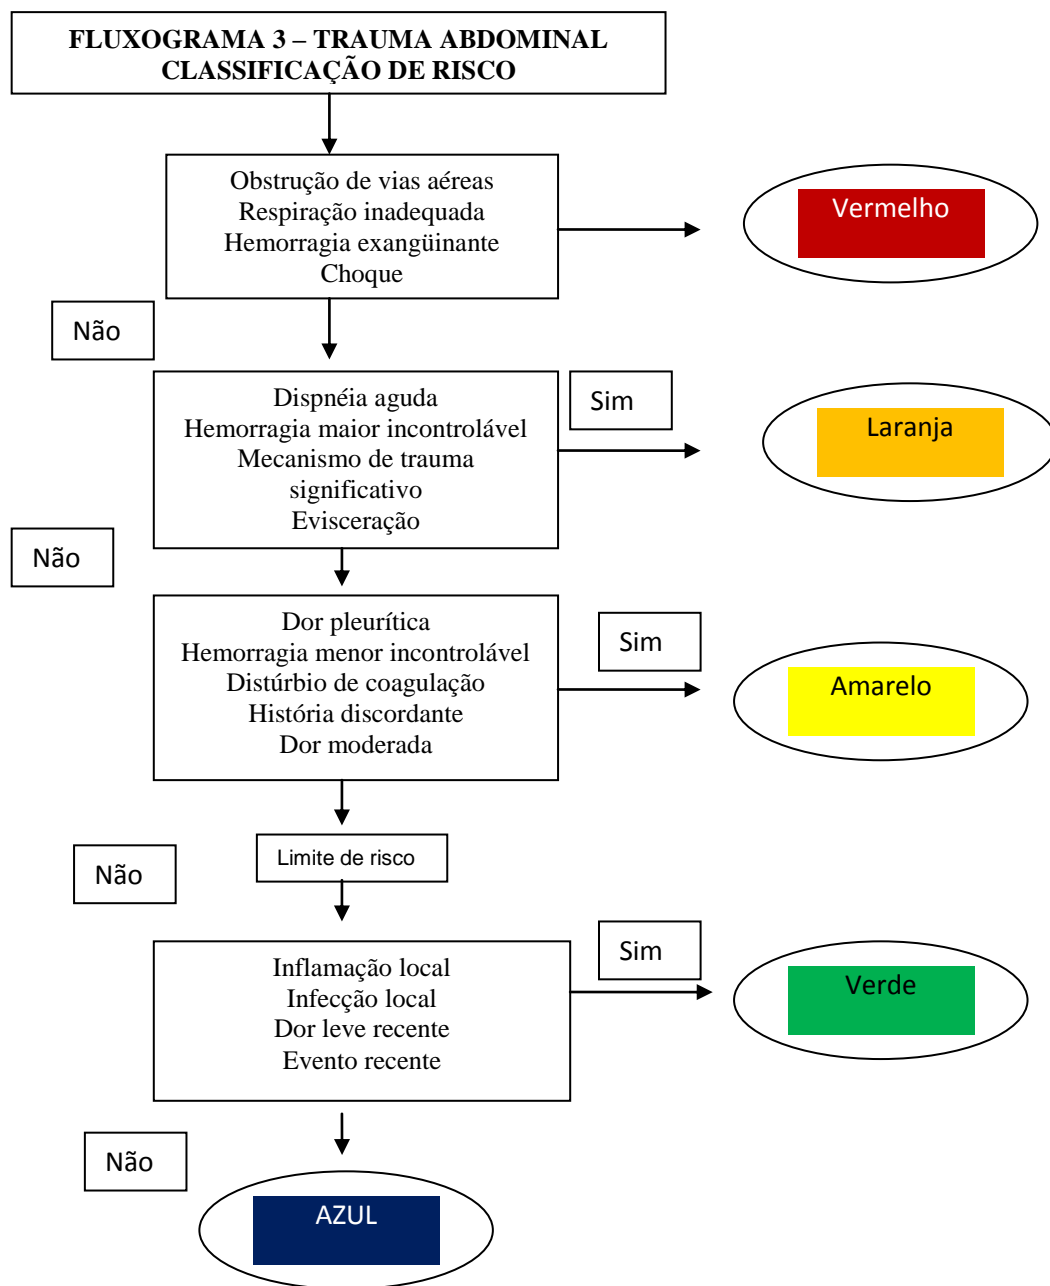 FLUXOGRAMA 3 – TRAUMA ABDOMINAL
CLASSIFICAÇÃO DE RISCO
Obstrução de vias aéreas
Respiração inadequada
Hemorragia exangüinante
Choque
Vermelho
Não
Dispnéia aguda
Hemorragia maior incontrolável
Mecanismo de trauma
significativo
Evisceração
Sim
Laranja
Não
Dor pleurítica
Hemorragia menor incontrolável
Distúrbio de coagulação
História discordante
Dor moderada
Sim
Amarelo
Limite de risco
Não
Inflamação local
Infecção local
Dor leve recente
Evento recente
Sim
Verde
Não
AZUL